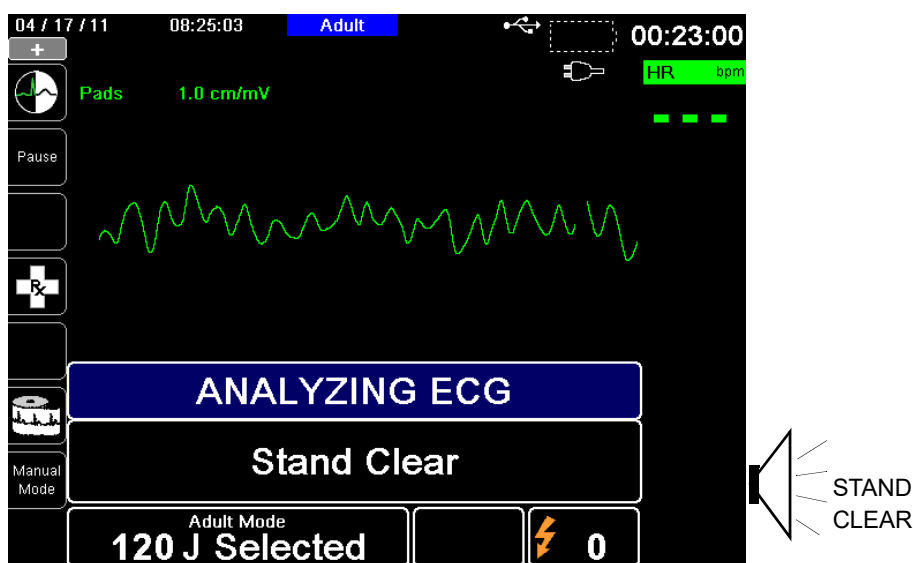 04 / 17 / 11 08:25:03 Adult 00:23:00
+
HR bpm
Pads 1.0 cm/mV
- - -
Pause
Rx
ANALYZING ECG
Stand Clear
Manual
Mode
Adult Mode
120 J Selected 0
STAND
CLEAR